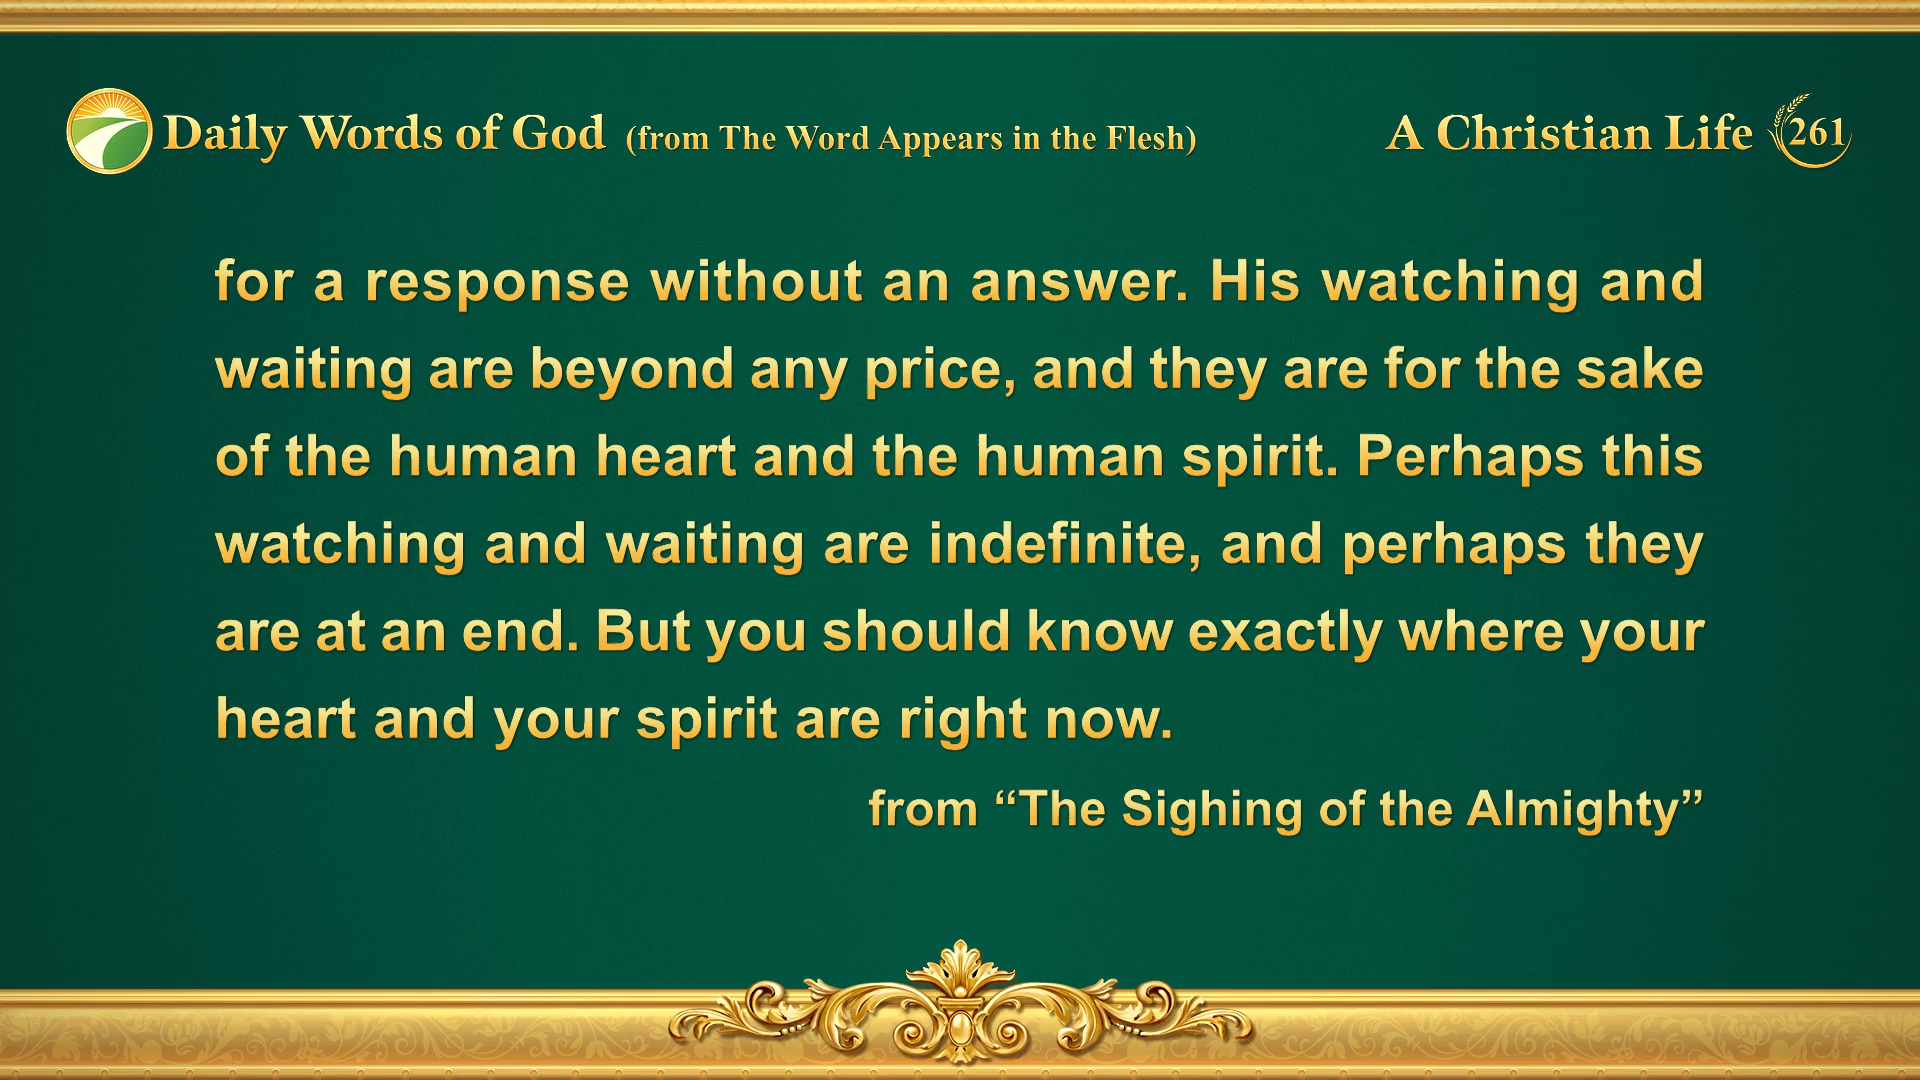 Daily Words of God (from The Word Appears in the Flesh)
A Christian Life 261
for a response without an answer. His watching and
waiting are beyond any price, and they are for the sake
of the human heart and the human spirit. Perhaps this
watching and waiting are indefinite, and perhaps they
are at an end. But you should know exactly where your
heart and your spirit are right now.
from “The Sighing of the Almighty”